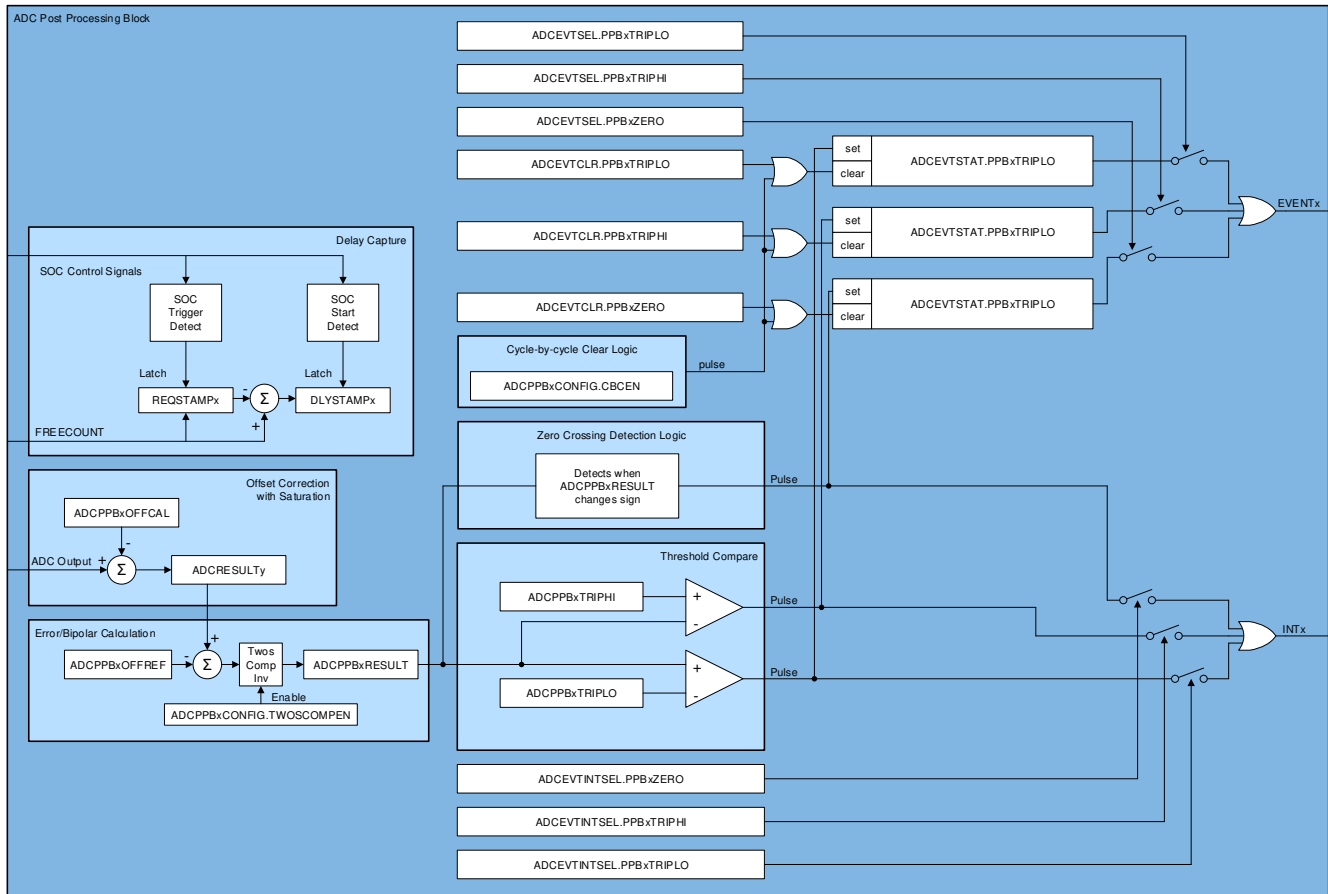 ADC Post Processing Block
ADCEVTSEL.PPBxTRIPLO
ADCEVTSEL.PPBxTRIPHI
ADCEVTSEL.PPBxZERO
ADCEVTCLR.PPBxTRIPLO
set
clear
ADCEVTSTAT.PPBxTRIPLO
EVENTx
ADCEVTCLR.PPBxTRIPHI
set
clear
ADCEVTSTAT.PPBxTRIPLO
ADCEVTCLR.PPBxZERO
set
clear
ADCEVTSTAT.PPBxTRIPLO
Delay Capture
SOC Control Signals
SOC
Trigger
Detect
SOC
Start
Detect
Latch
Latch
REQSTAMPx
-
Σ
+
DLYSTAMPx
FREECOUNT
Cycle-by-cycle Clear Logic
ADCPPBxCONFIG.CBCEN
pulse
Zero Crossing Detection Logic
Detects when
ADCPPBxRESULT
changes sign
Pulse
Offset Correction
with Saturation
ADCPPBxOFFCAL
-
ADC Output
+
Σ
ADCRESULTy
Threshold Compare
ADCPPBxTRIPHI
+
-
Pulse
ADCPPBxTRIPLO
+
-
Pulse
Error/Bipolar Calculation
+
ADCPPBxOFFREF
-
Σ
Twos
Comp
Inv
ADCPPBxRESULT
Enable
ADCPPBxCONFIG.TWOSCOMPEN
INTx
ADCEVTINTSEL.PPBxZERO
ADCEVTINTSEL.PPBxTRIPHI
ADCEVTINTSEL.PPBxTRIPLO